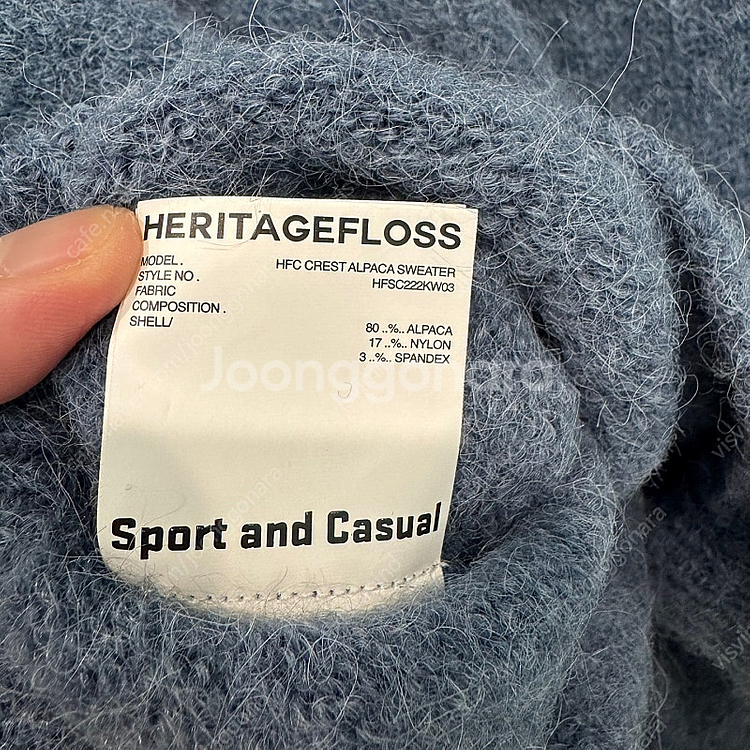 HERITAGEFLOSS
MODEL. HFC CREST ALPACA SWEATER
STYLE NO. HFSC222KW03
FABRIC
COMPOSITION.
SHELL/ 80 ..%.. ALPACA
17 ..%.. NYLON
3 ..%.. SPANDEX
Joonggonara
Sport and Casual